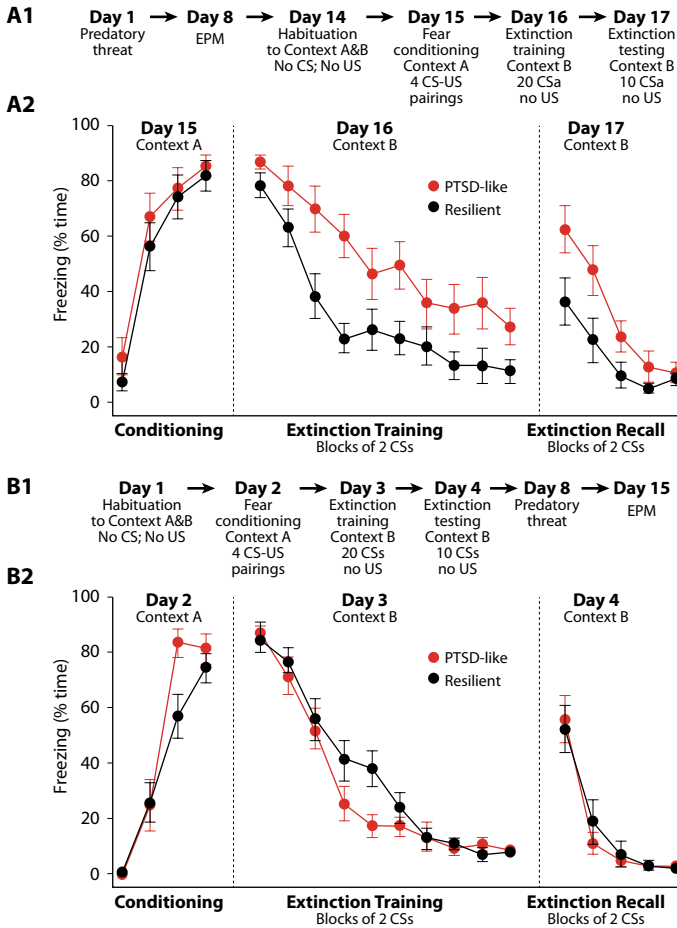 A1
Day 1 → Day 8 → Day 14 → Day 15 → Day 16 → Day 17
Predatory
threat
EPM
Habituation
to Context A&B
No CS; No US
Fear
conditioning
Context A
4 CS-US
pairings
Extinction
training
Context B
20 CSa
no US
Extinction
testing
Context B
10 CSa
no US
A2
100
80
60
40
20
0
Freezing (% time)
Day 15
Context A
Day 16
Context B
Day 17
Context B
PTSD-like
Resilient
Conditioning
Extinction Training
Blocks of 2 CSs
Extinction Recall
Blocks of 2 CSs
B1
Day 1 → Day 2 → Day 3 → Day 4 → Day 8 → Day 15
Habituation
to Context A&B
No CS; No US
Fear
conditioning
Context A
4 CS-US
pairings
Extinction
training
Context B
20 CSs
no US
Extinction
testing
Context B
10 CSs
no US
Predatory
threat
EPM
B2
100
80
60
40
20
0
Freezing (% time)
Day 2
Context A
Day 3
Context B
Day 4
Context B
PTSD-like
Resilient
Conditioning
Extinction Training
Blocks of 2 CSs
Extinction Recall
Blocks of 2 CSs